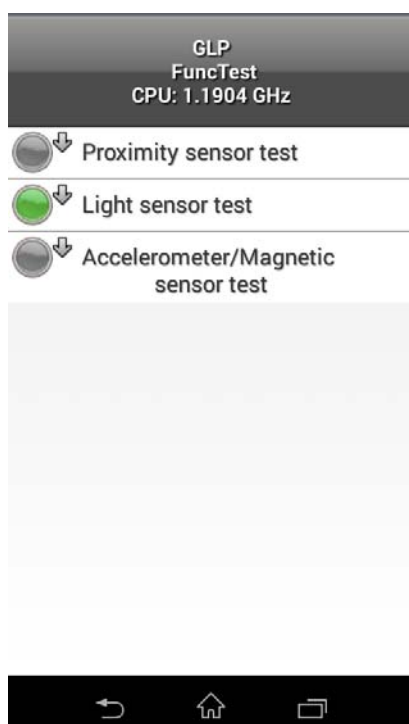 GLP
FuncTest
CPU: 1.1904 GHz
Proximity sensor test
Light sensor test
Accelerometer/Magnetic
sensor test